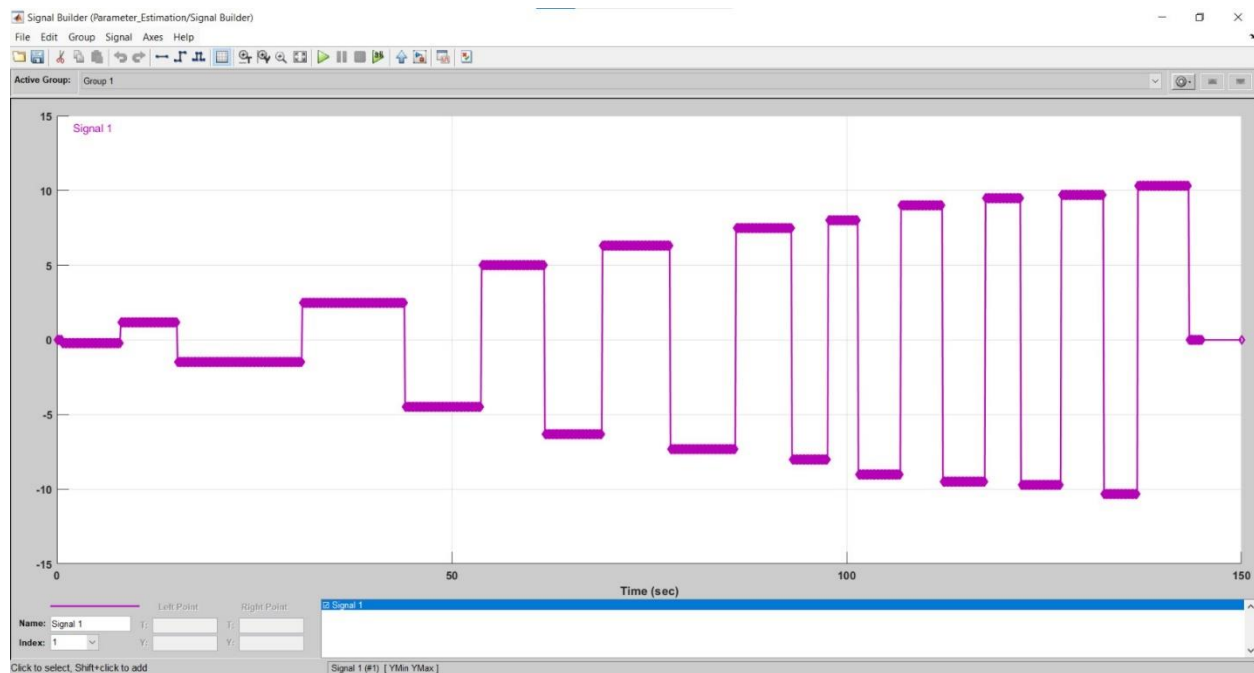 Signal Builder (Parameter_Estimation/Signal Builder)
File Edit Group Signal Axes Help
Active Group: Group 1
15
Signal 1
10
5
0
-5
-10
-15
0 50 100 150
Time (sec)
Left Point Right Point
Name: Signal 1 T: T:
Index: 1 Y: Y:
Signal 1
Click to select, Shift+click to add
Signal 1 (#1) [ YMin YMax ]